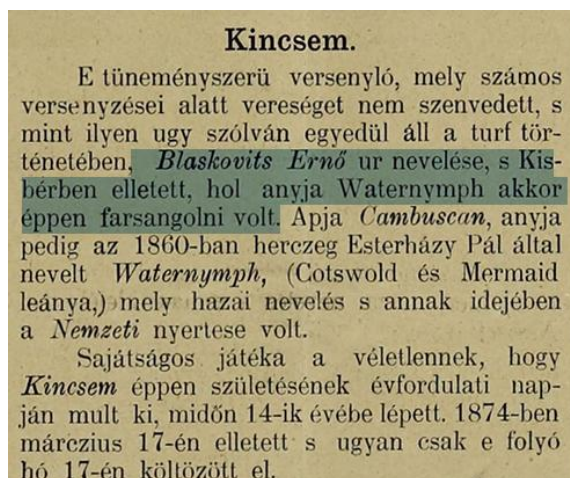 Kincsem.
E tüneményszerü versenyló, mely számos
versenyzései alatt vereséget nem szenvedett, s
mint ilyen ugy szólván egyedül áll a turf tör-
ténetében, Blaskovits Ernő ur nevelése, s Kis-
bérben elletett, hol anyja Waternymph akkor
éppen farsangolni volt. Apja Cambuscan, anyja
pedig az 1860-ban herczeg Esterházy Pál által
nevelt Waternymph, (Cotswold és Mermaid
leánya,) mely hazai nevelés s annak idejében
a Nemzeti nyertese volt.
Sajátságos játéka a véletlennek, hogy
Kincsem éppen születésének évfordulati nap-
ján mult ki, midőn 14-ik évébe lépett. 1874-ben
márczius 17-én elletett s ugyan csak e folyó
hó 17-én költözött el.